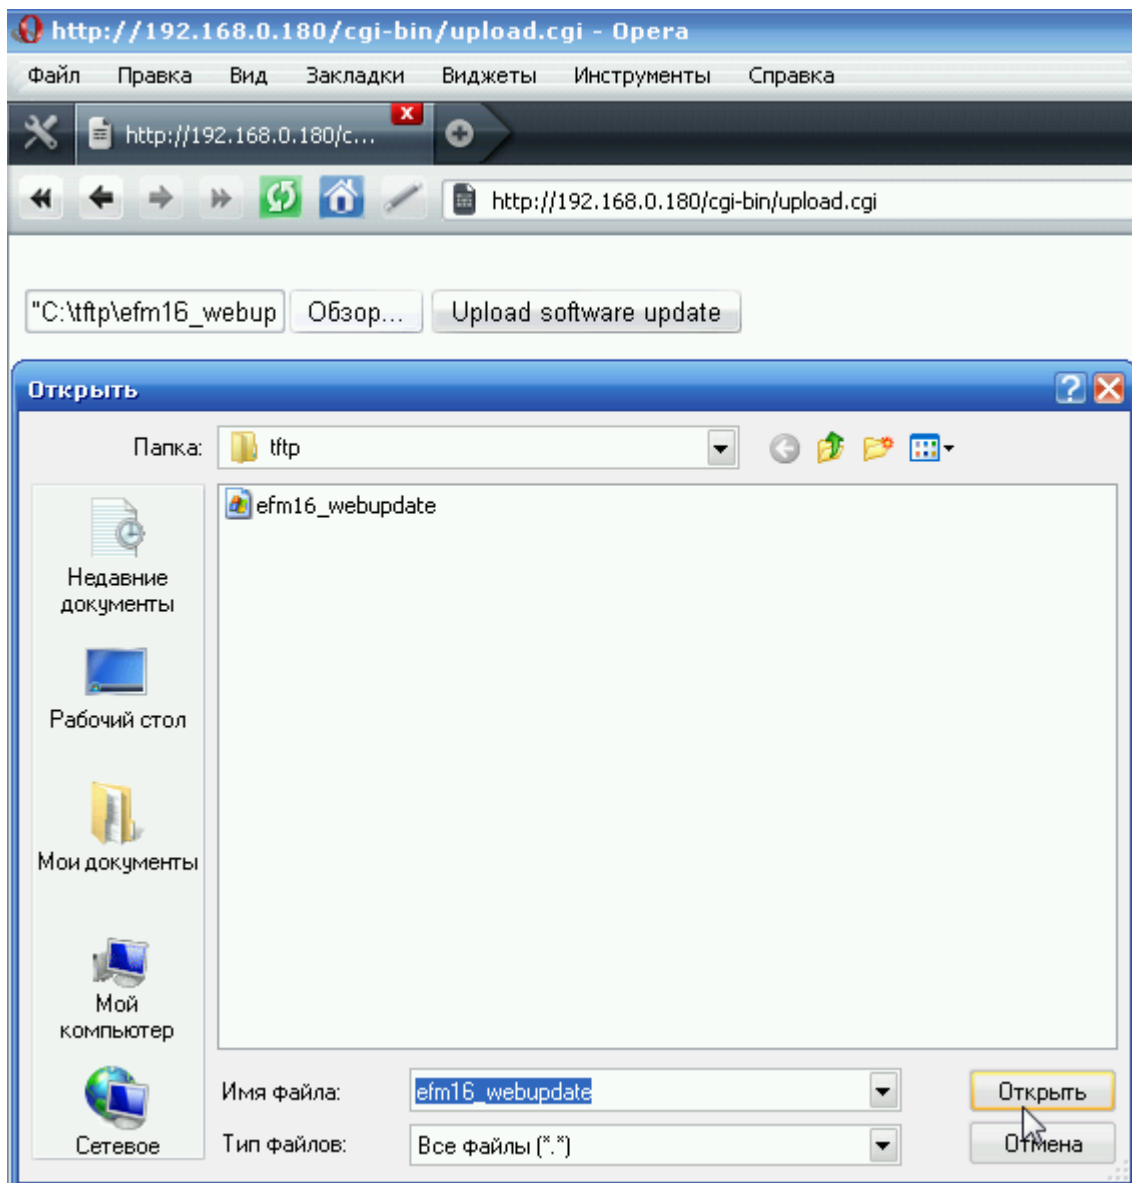 http://192.168.0.180/cgi-bin/upload.cgi - Opera
Файл Правка Вид Закладки Виджеты Инструменты Справка
http://192.168.0.180/c...
http://192.168.0.180/cgi-bin/upload.cgi
"C:\tftp\efm16_webup Обзор... Upload software update
Открыть
Папка: tftp
efm16_webupdate
Недавние
документы
Рабочий стол
Мои документы
Мой
компьютер
Сетевое
Имя файла: efm16_webupdate Открыть
Тип файлов: Все файлы (*.*) Отмена